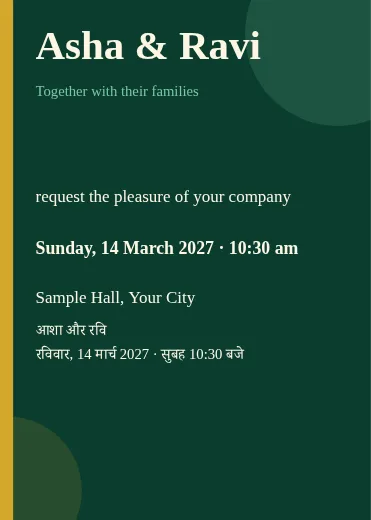 Asha & Ravi
Together with their families
request the pleasure of your company
Sunday, 14 March 2027 · 10:30 am
Sample Hall, Your City
आशा और रवि
रविवार, 14 मार्च 2027 · सुबह 10:30 बजे